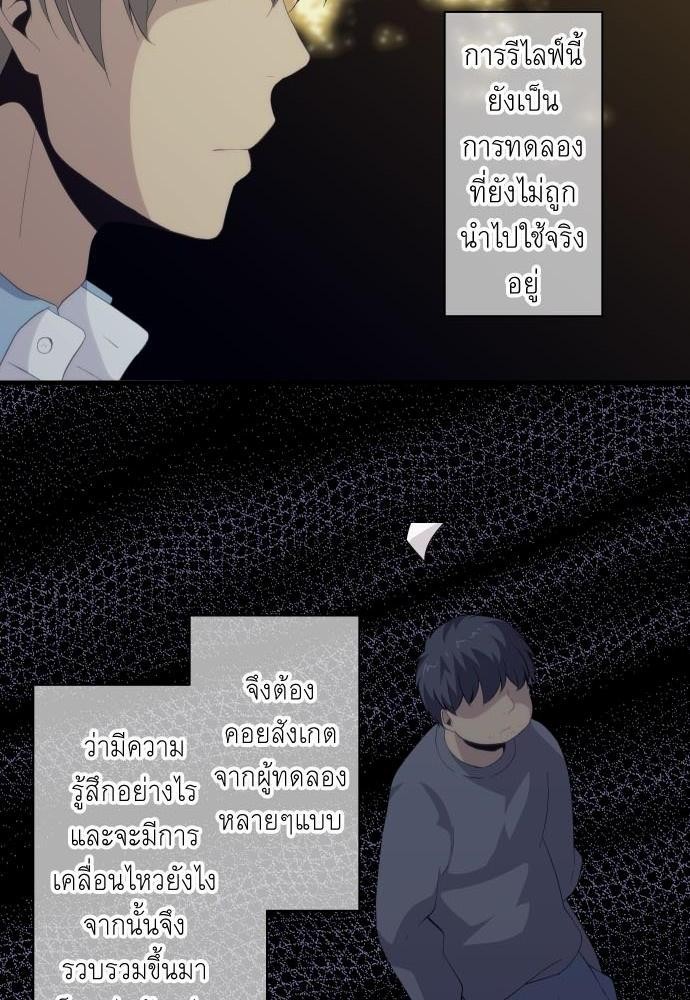 การรีไลฟ์นี้
ยังเป็น
การทดลอง
ที่ยังไม่ถูก
นำไปใช้จริง
อยู่
จึงต้อง
คอยสังเกต
จากผู้ทดลอง
หลายๆแบบ
ว่ามีความ
รู้สึกอย่างไร
และจะมีการ
เคลื่อนไหวยังไง
จากนั้นจึง
รวบรวมขึ้นมา